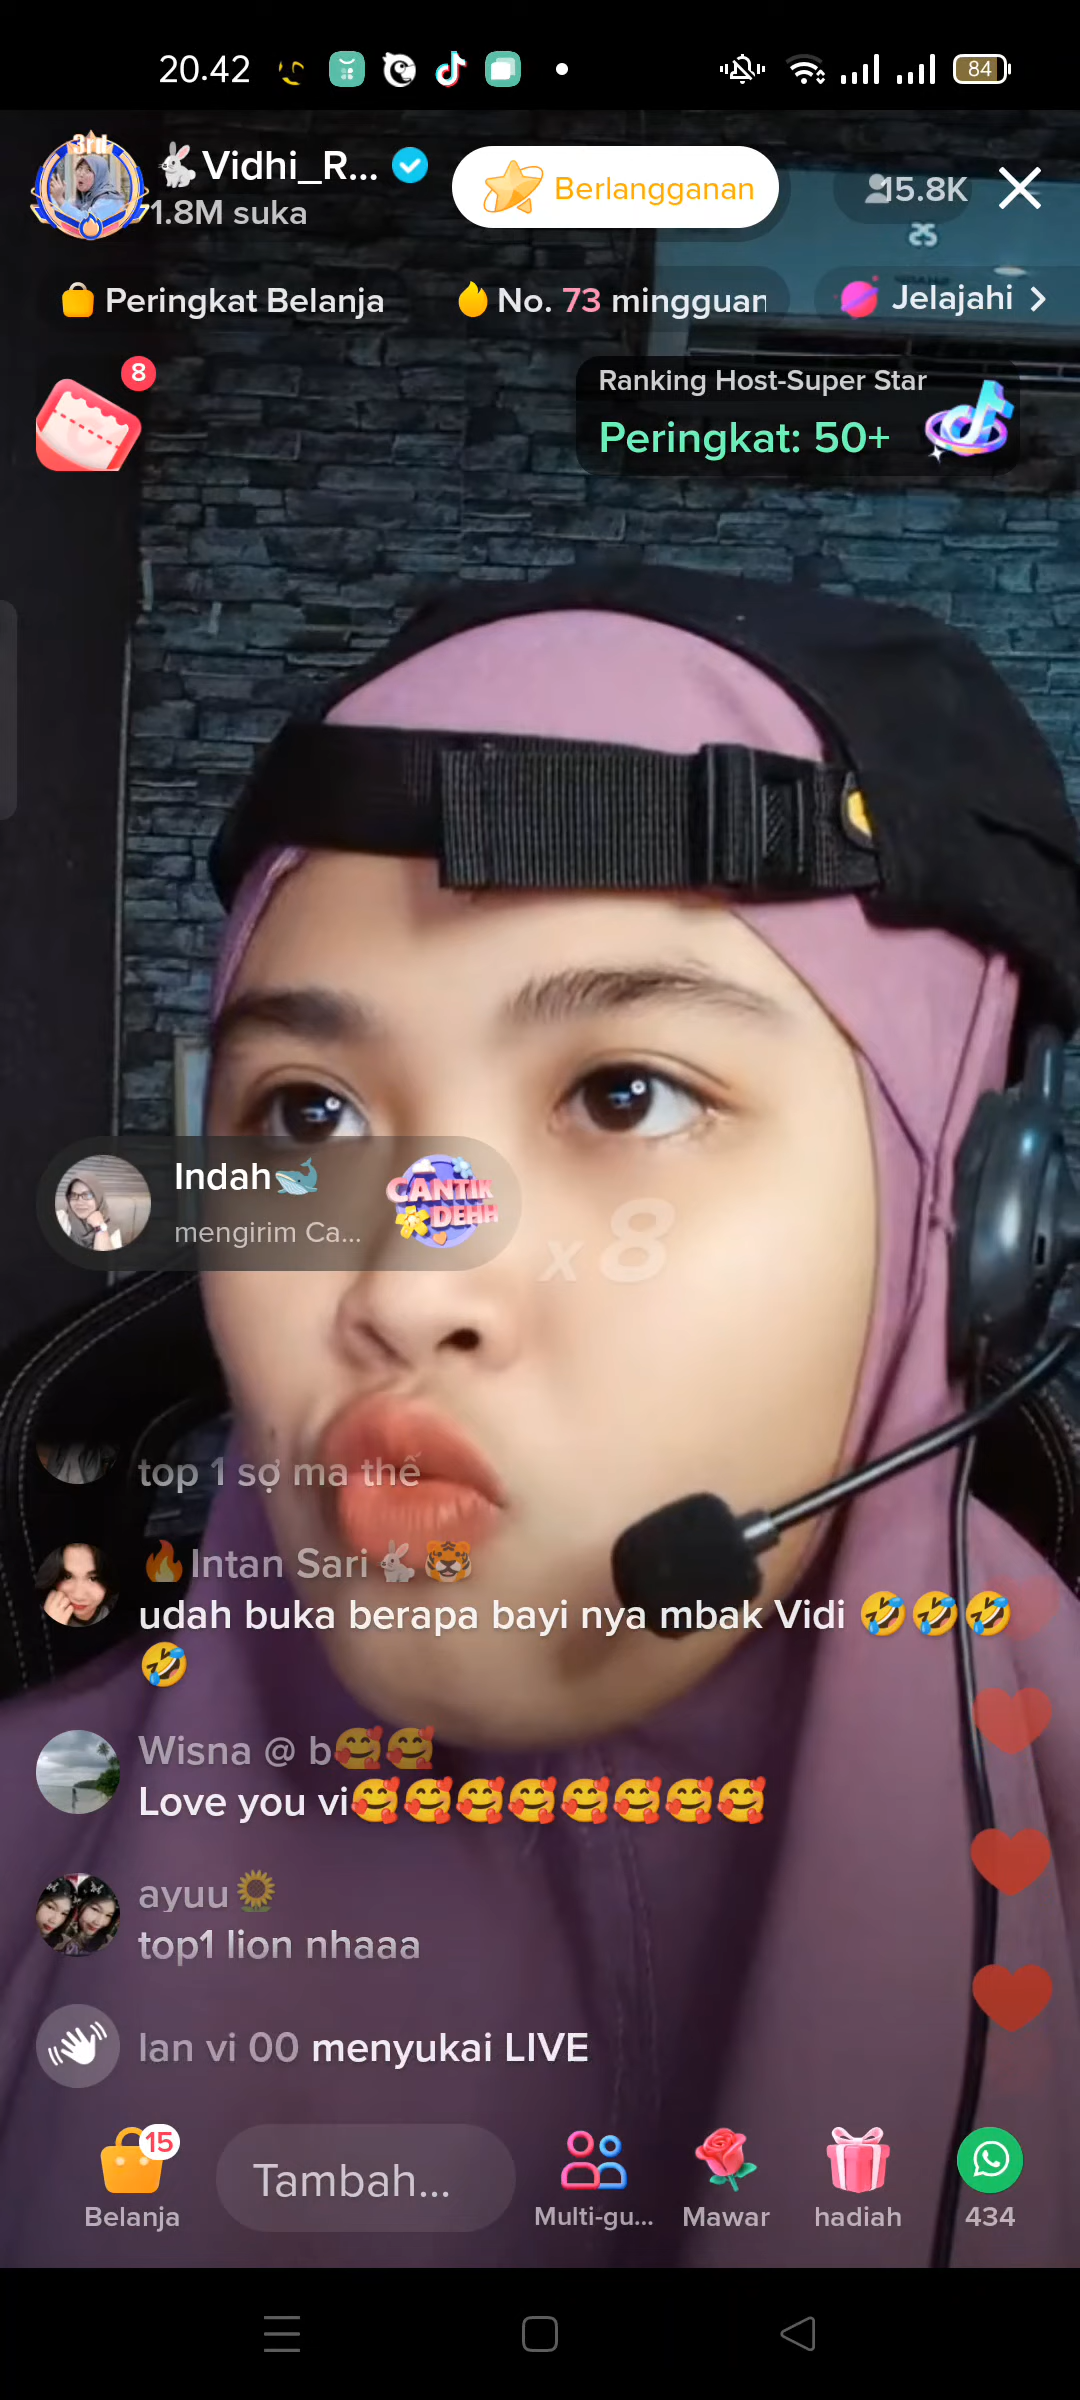 20.42
84
3rd
🐇Vidhi_R...
1.8M suka
Berlangganan
15.8K
Peringkat Belanja
No. 73 mingguan
Jelajahi >
8
Ranking Host-Super Star
Peringkat: 50+
Indah🐳
mengirim Ca...
CANTIK
DEHH
x8
top 1 sợ ma thế
🔥Intan Sari🐇🐯
udah buka berapa bayi nya mbak Vidi 🤣🤣🤣
🤣
Wisna @ b🥰🥰
Love you vi🥰🥰🥰🥰🥰🥰🥰🥰
ayuu🌻
top1 lion nhaaa
lan vi 00 menyukai LIVE
15
Belanja
Tambah...
Multi-gu...
Mawar
hadiah
434